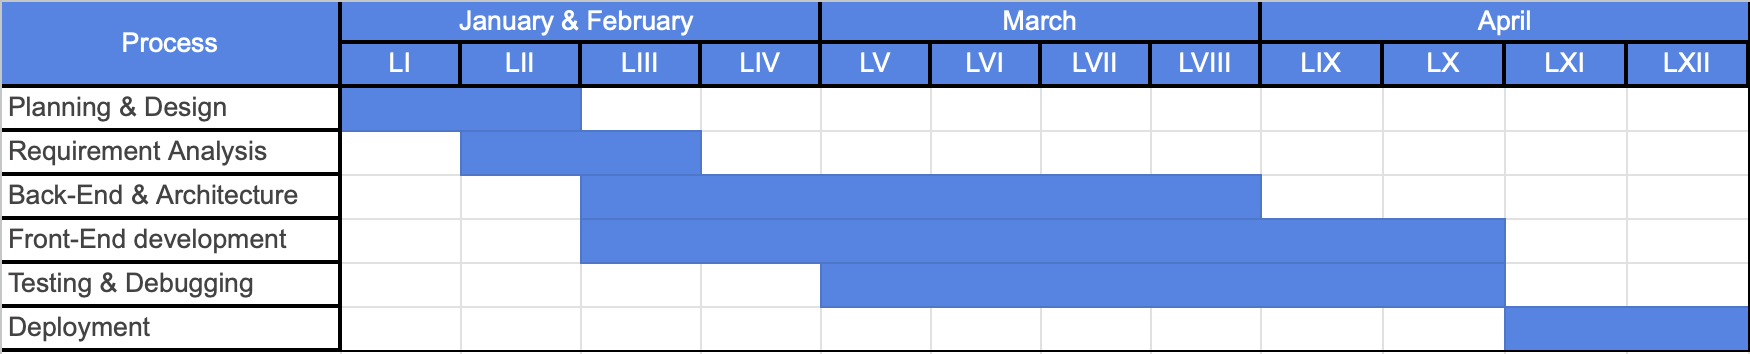 Process
January & February
March
April
LI
LII
LIII
LIV
LV
LVI
LVII
LVIII
LIX
LX
LXI
LXII
Planning & Design
Requirement Analysis
Back-End & Architecture
Front-End development
Testing & Debugging
Deployment